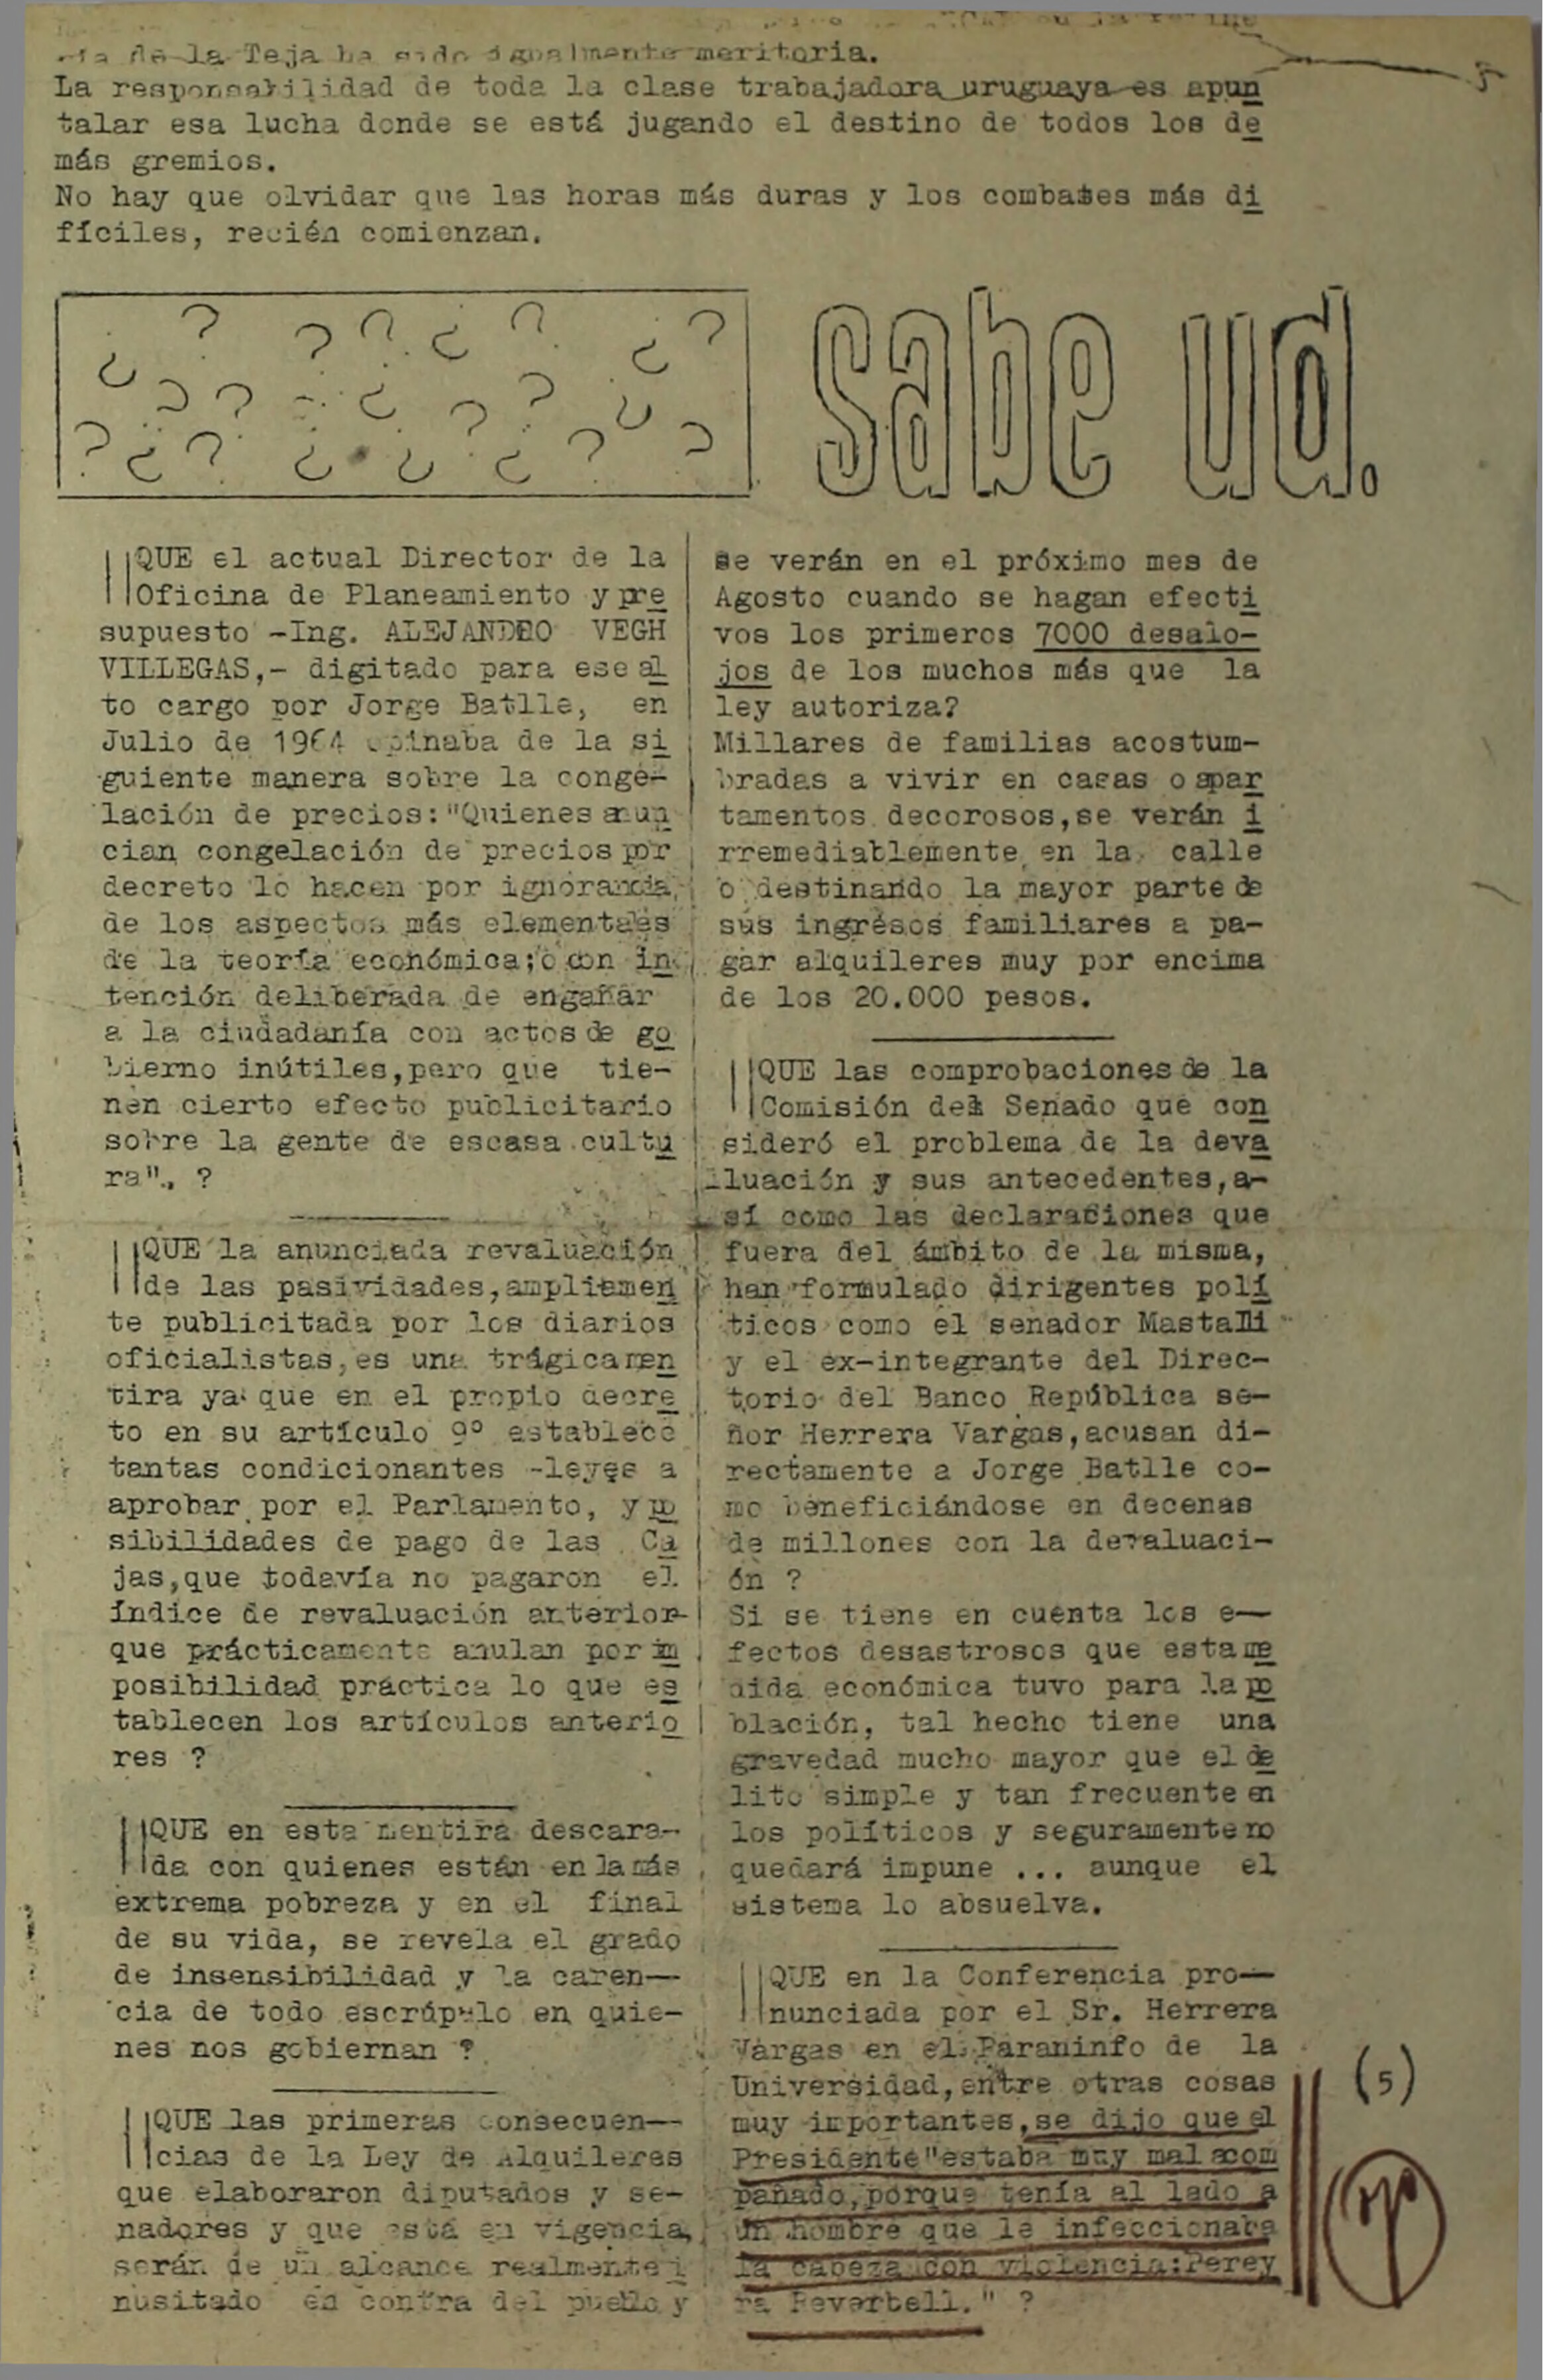 de la Teja ha sido igualmente meritoria.
La responsabilidad de toda la clase trabajadora uruguaya es apun
talar esa lucha donde se está jugando el destino de todos los de
más gremios.
No hay que olvidar que las horas más duras y los combates más di
fíciles, recién comienzan.
5
sabe ud.
QUE el actual Director de la
Oficina de Planeamiento y pre
supuesto -Ing. ALEJANDRO VEGH
VILLEGAS,- digitado para ese al
to cargo por Jorge Batlle, en
Julio de 1964 opinaba de la si
guiente manera sobre la conge-
lación de precios:"Quienes anun
cian congelación de precios por
decreto lo hacen por ignorancia,
de los aspectos más elementales
de la teoría económica;o con in
tención deliberada de engañar
a la ciudadanía con actos de go
bierno inútiles,pero que tie-
nen cierto efecto publicitario
sobre la gente de escasa cultu
ra"., ?
QUE la anunciada revaluación
de las pasividades,ampliamen
te publicitada por los diarios
oficialistas,es una trágica men
tira ya que en el propio decre
to en su artículo 9º establece
tantas condicionantes -leyes a
aprobar por el Parlamento, y po
sibilidades de pago de las Ca
jas,que todavía no pagaron el
índice de revaluación anterior-
que prácticamente anulan por im
posibilidad práctica lo que es
tablecen los artículos anterio
res ?
QUE en esta mentira descara-
da con quienes están en la más
extrema pobreza y en el final
de su vida, se revela el grado
de insensibilidad y la caren--
cia de todo escrúpulo en quie-
nes nos gobiernan ?
QUE las primeras consecuen--
cias de la Ley de Alquileres
que elaboraron diputados y se-
nadores y que está en vigencia,
serán de un alcance realmente i
nusitado en contra del pueblo y
se verán en el próximo mes de
Agosto cuando se hagan efecti
vos los primeros 7000 desalo-
jos de los muchos más que la
ley autoriza?
Millares de familias acostum-
bradas a vivir en casas o apar
tamentos decorosos,se verán i
rremediablemente en la calle
o destinando la mayor parte de
sus ingresos familiares a pa-
gar alquileres muy por encima
de los 20.000 pesos.
QUE las comprobaciones de la
Comisión del Senado que con
sideró el problema de la deva
luación y sus antecedentes,a-
sí como las declaraciones que
fuera del ámbito de la misma,
han formulado dirigentes polí
ticos como el senador Mastalli
y el ex-integrante del Direc-
torio del Banco República se-
ñor Herrera Vargas,acusan di-
rectamente a Jorge Batlle co-
mo beneficiándose en decenas
de millones con la devaluaci-
ón ?
Si se tiene en cuenta los e--
fectos desastrosos que esta me
dida económica tuvo para la po
blación, tal hecho tiene una
gravedad mucho mayor que el de
lito simple y tan frecuente en
los políticos y seguramente no
quedará impune ... aunque el
sistema lo absuelva.
QUE en la Conferencia pro--
nunciada por el Sr. Herrera
Vargas en el Paraninfo de la
Universidad,entre otras cosas
muy importantes,se dijo que el
Presidente"estaba muy mal acom
pañado,porque tenía al lado a
un hombre que le infeccionaba
la cabeza con violencia:Perey
ra Reverbell." ?
(5)